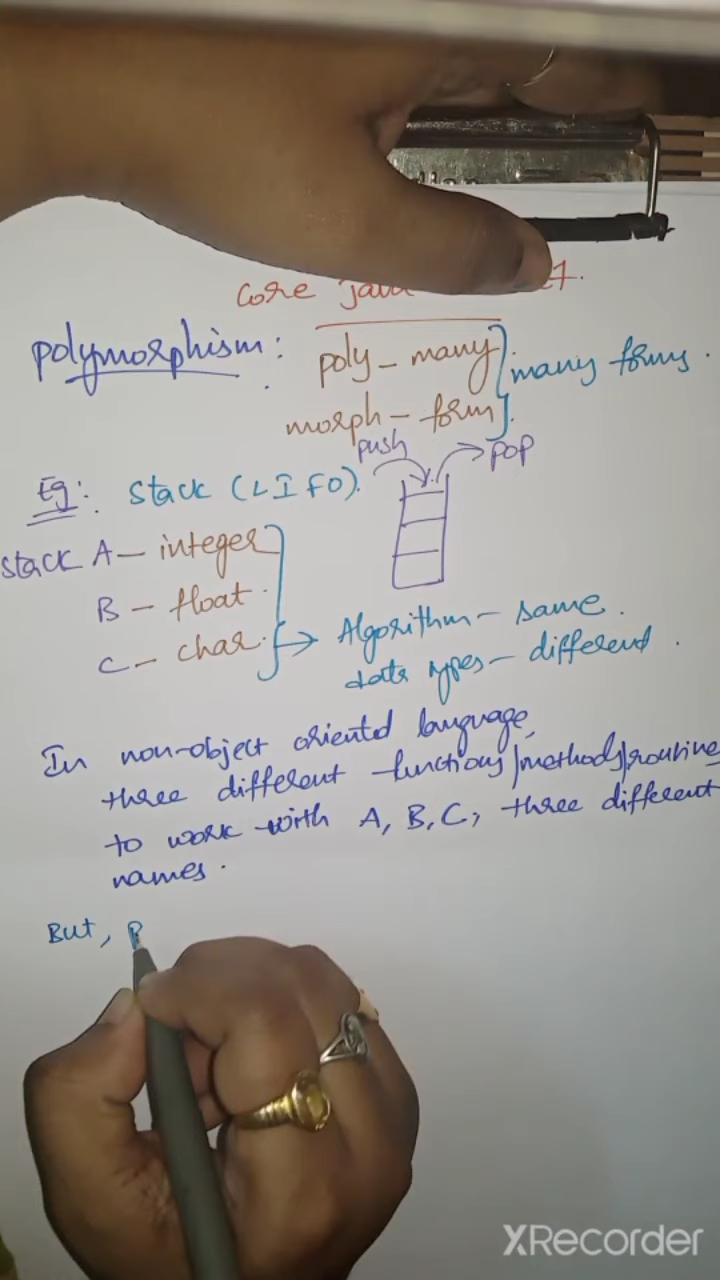 Core Java
polymorphism: poly - many
morph - form
many forms.
push
pop
Eg: Stack (LIFO).
Stack A - integer
B - float
C - char.
Algorithm - same.
data types - different.
In non-object oriented language,
three different functions/methods/routine
to work with A, B, C, three different
names.
But, P
XRecorder